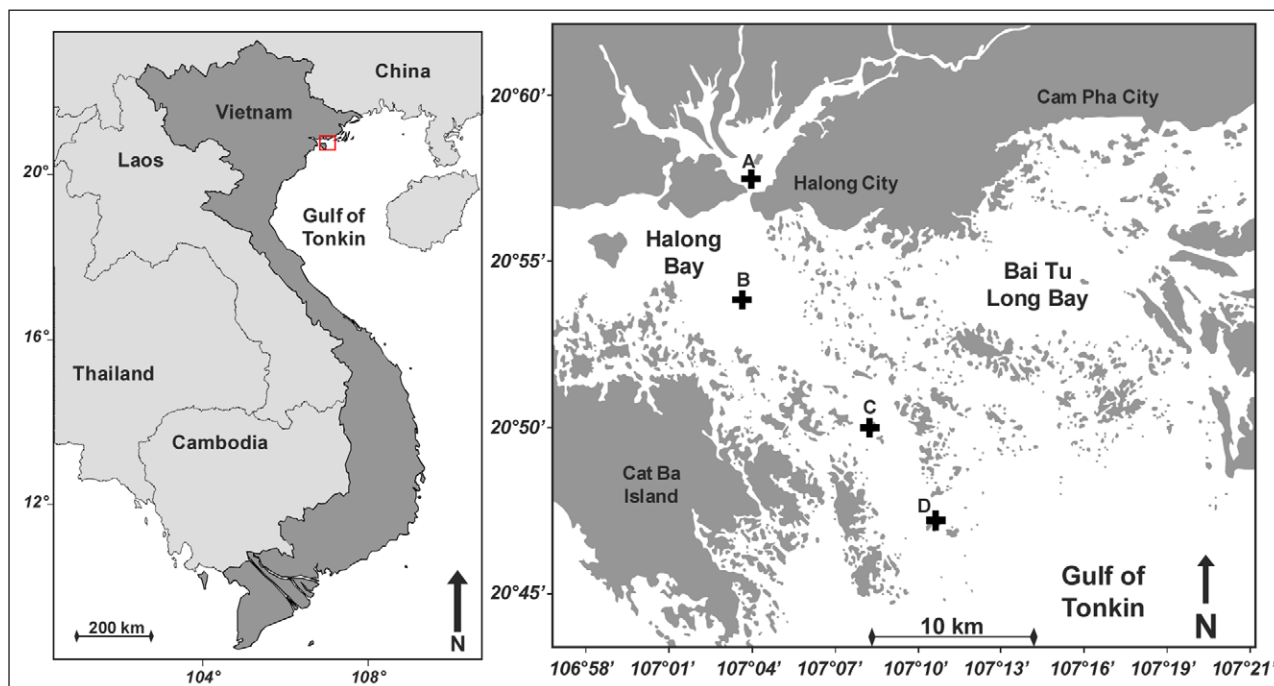 China
Vietnam
Laos
20°
Gulf of
Tonkin
16°
Thailand
Cambodia
12°
200 km
N
104°
108°
20°60’
Cam Pha City
A
Halong City
Halong
Bay
20°55’
Bai Tu
Long Bay
B
C
20°50’
Cat Ba
Island
D
Gulf of
Tonkin
20°45’
10 km
N
106°58’ 107°01’ 107°04’ 107°07’ 107°10’ 107°13’ 107°16’ 107°19’ 107°21’